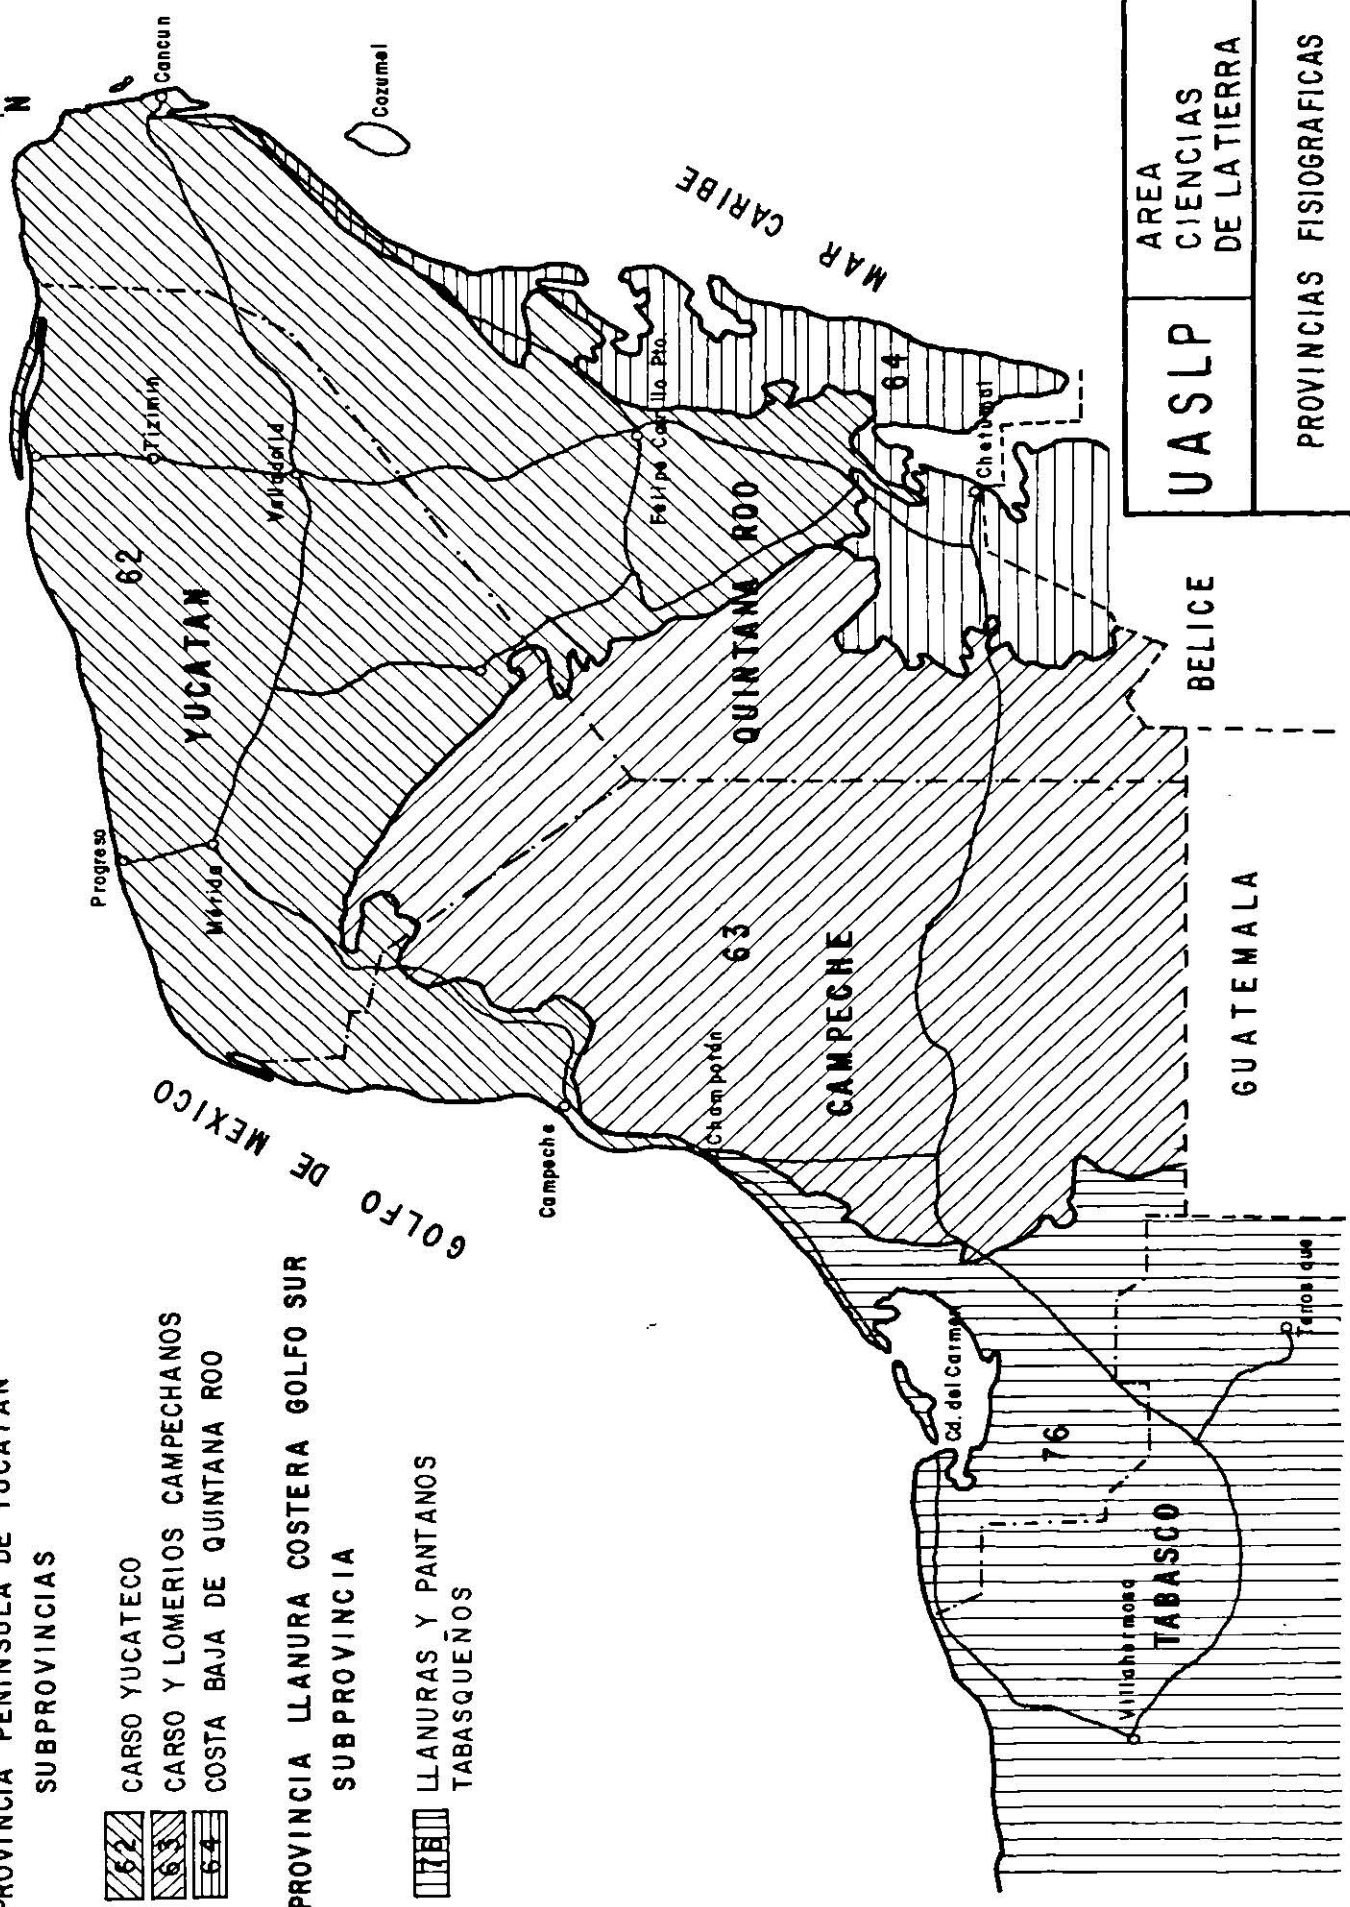 PROVINCIA PENINSULA DE YUCATAN
SUBPROVINCIAS
62 CARSO YUCATECO
63 CARSO Y LOMERIOS CAMPECHANOS
64 COSTA BAJA DE QUINTANA ROO
PROVINCIA LLANURA COSTERA GOLFO SUR
SUBPROVINCIA
76 LLANURAS Y PANTANOS
TABASQUEÑOS
N
Cancun
Cozumel
Progreso
Mérida
Tizimin
Valladolid
62
YUCATAN
GOLFO DE MEXICO
MAR CARIBE
Campeche
Felipe Carrillo Pto.
QUINTANA ROO
Champotón
63
CAMPECHE
64
Chetumal
Cd. del Carmen
76
Villahermosa
TABASCO
Tenosique
GUATEMALA
BELICE
UASLP
AREA
CIENCIAS
DE LA TIERRA
PROVINCIAS FISIOGRAFICAS